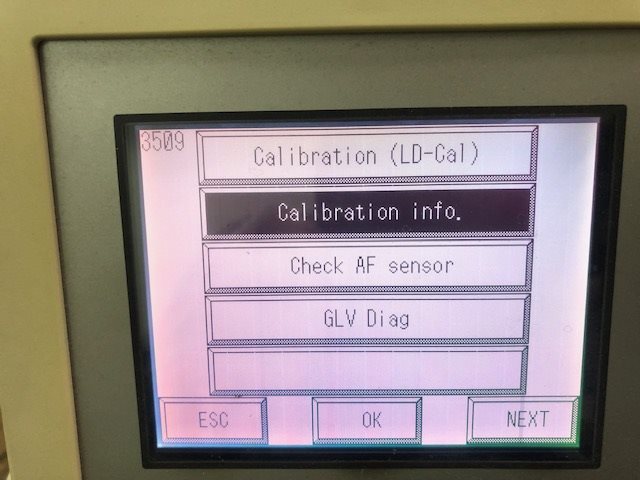 3509
Calibration (LD-Cal)
Calibration info.
Check AF sensor
GLV Diag
ESC
OK
NEXT